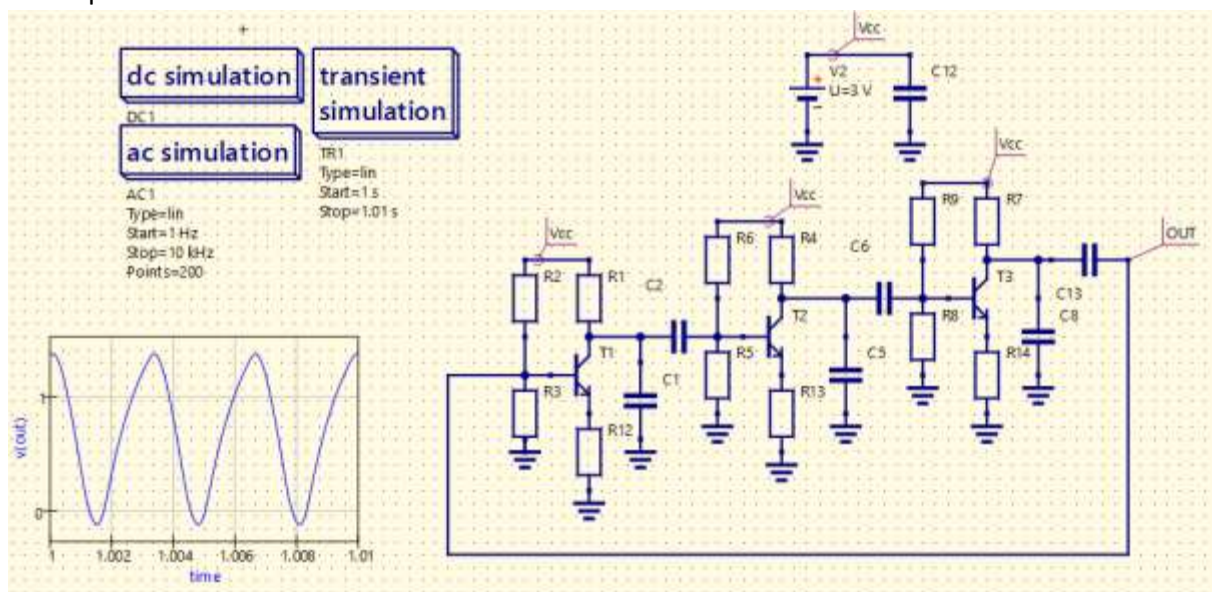 dc simulation
DC1
ac simulation
AC1
Type=lin
Start=1 Hz
Stop=10 kHz
Points=200
transient
simulation
TR1
Type=lin
Start=1 s
Stop=1.01 s
Vcc
V2
U=3 V
C12
Vcc
R9
R7
Vcc
R6
R4
C6
OUT
Vcc
R2
R1
C2
T3
C13
C8
T2
R8
T1
R5
C5
R14
R3
C1
R13
R12
v(out)
1
0
1
1.002
1.004
1.006
1.008
1.01
time